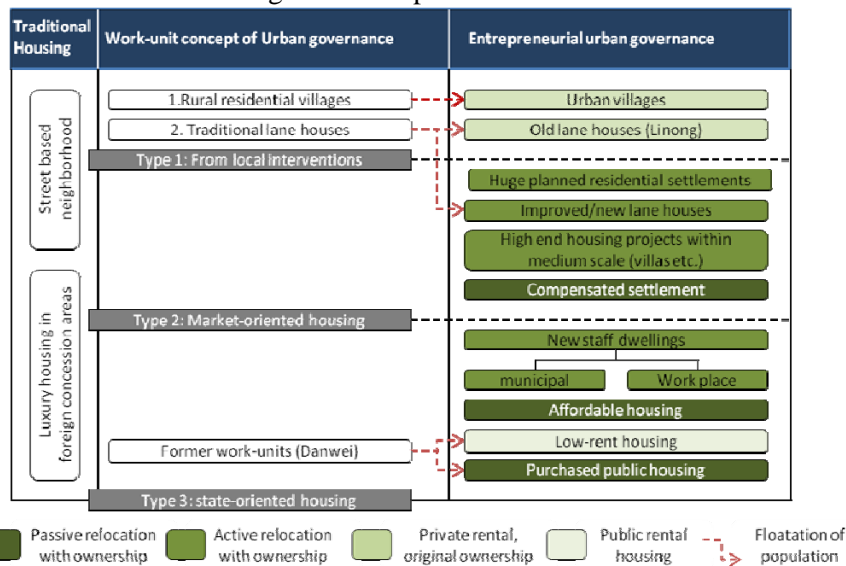 Traditional
Housing
Work-unit concept of Urban governance
Entrepreneurial urban governance
Street based
neighborhood
Luxury housing in
foreign concession areas
1.Rural residential villages
2. Traditional lane houses
Type 1: From local interventions
Type 2: Market-oriented housing
Former work-units (Danwei)
Type 3: state-oriented housing
Urban villages
Old lane houses (Linong)
Huge planned residential settlements
Improved/new lane houses
High end housing projects within
medium scale (villas etc.)
Compensated settlement
New staff dwellings
municipal
Work place
Affordable housing
Low-rent housing
Purchased public housing
Passive relocation
with ownership
Active relocation
with ownership
Private rental,
original ownership
Public rental
housing
Floatation of
population